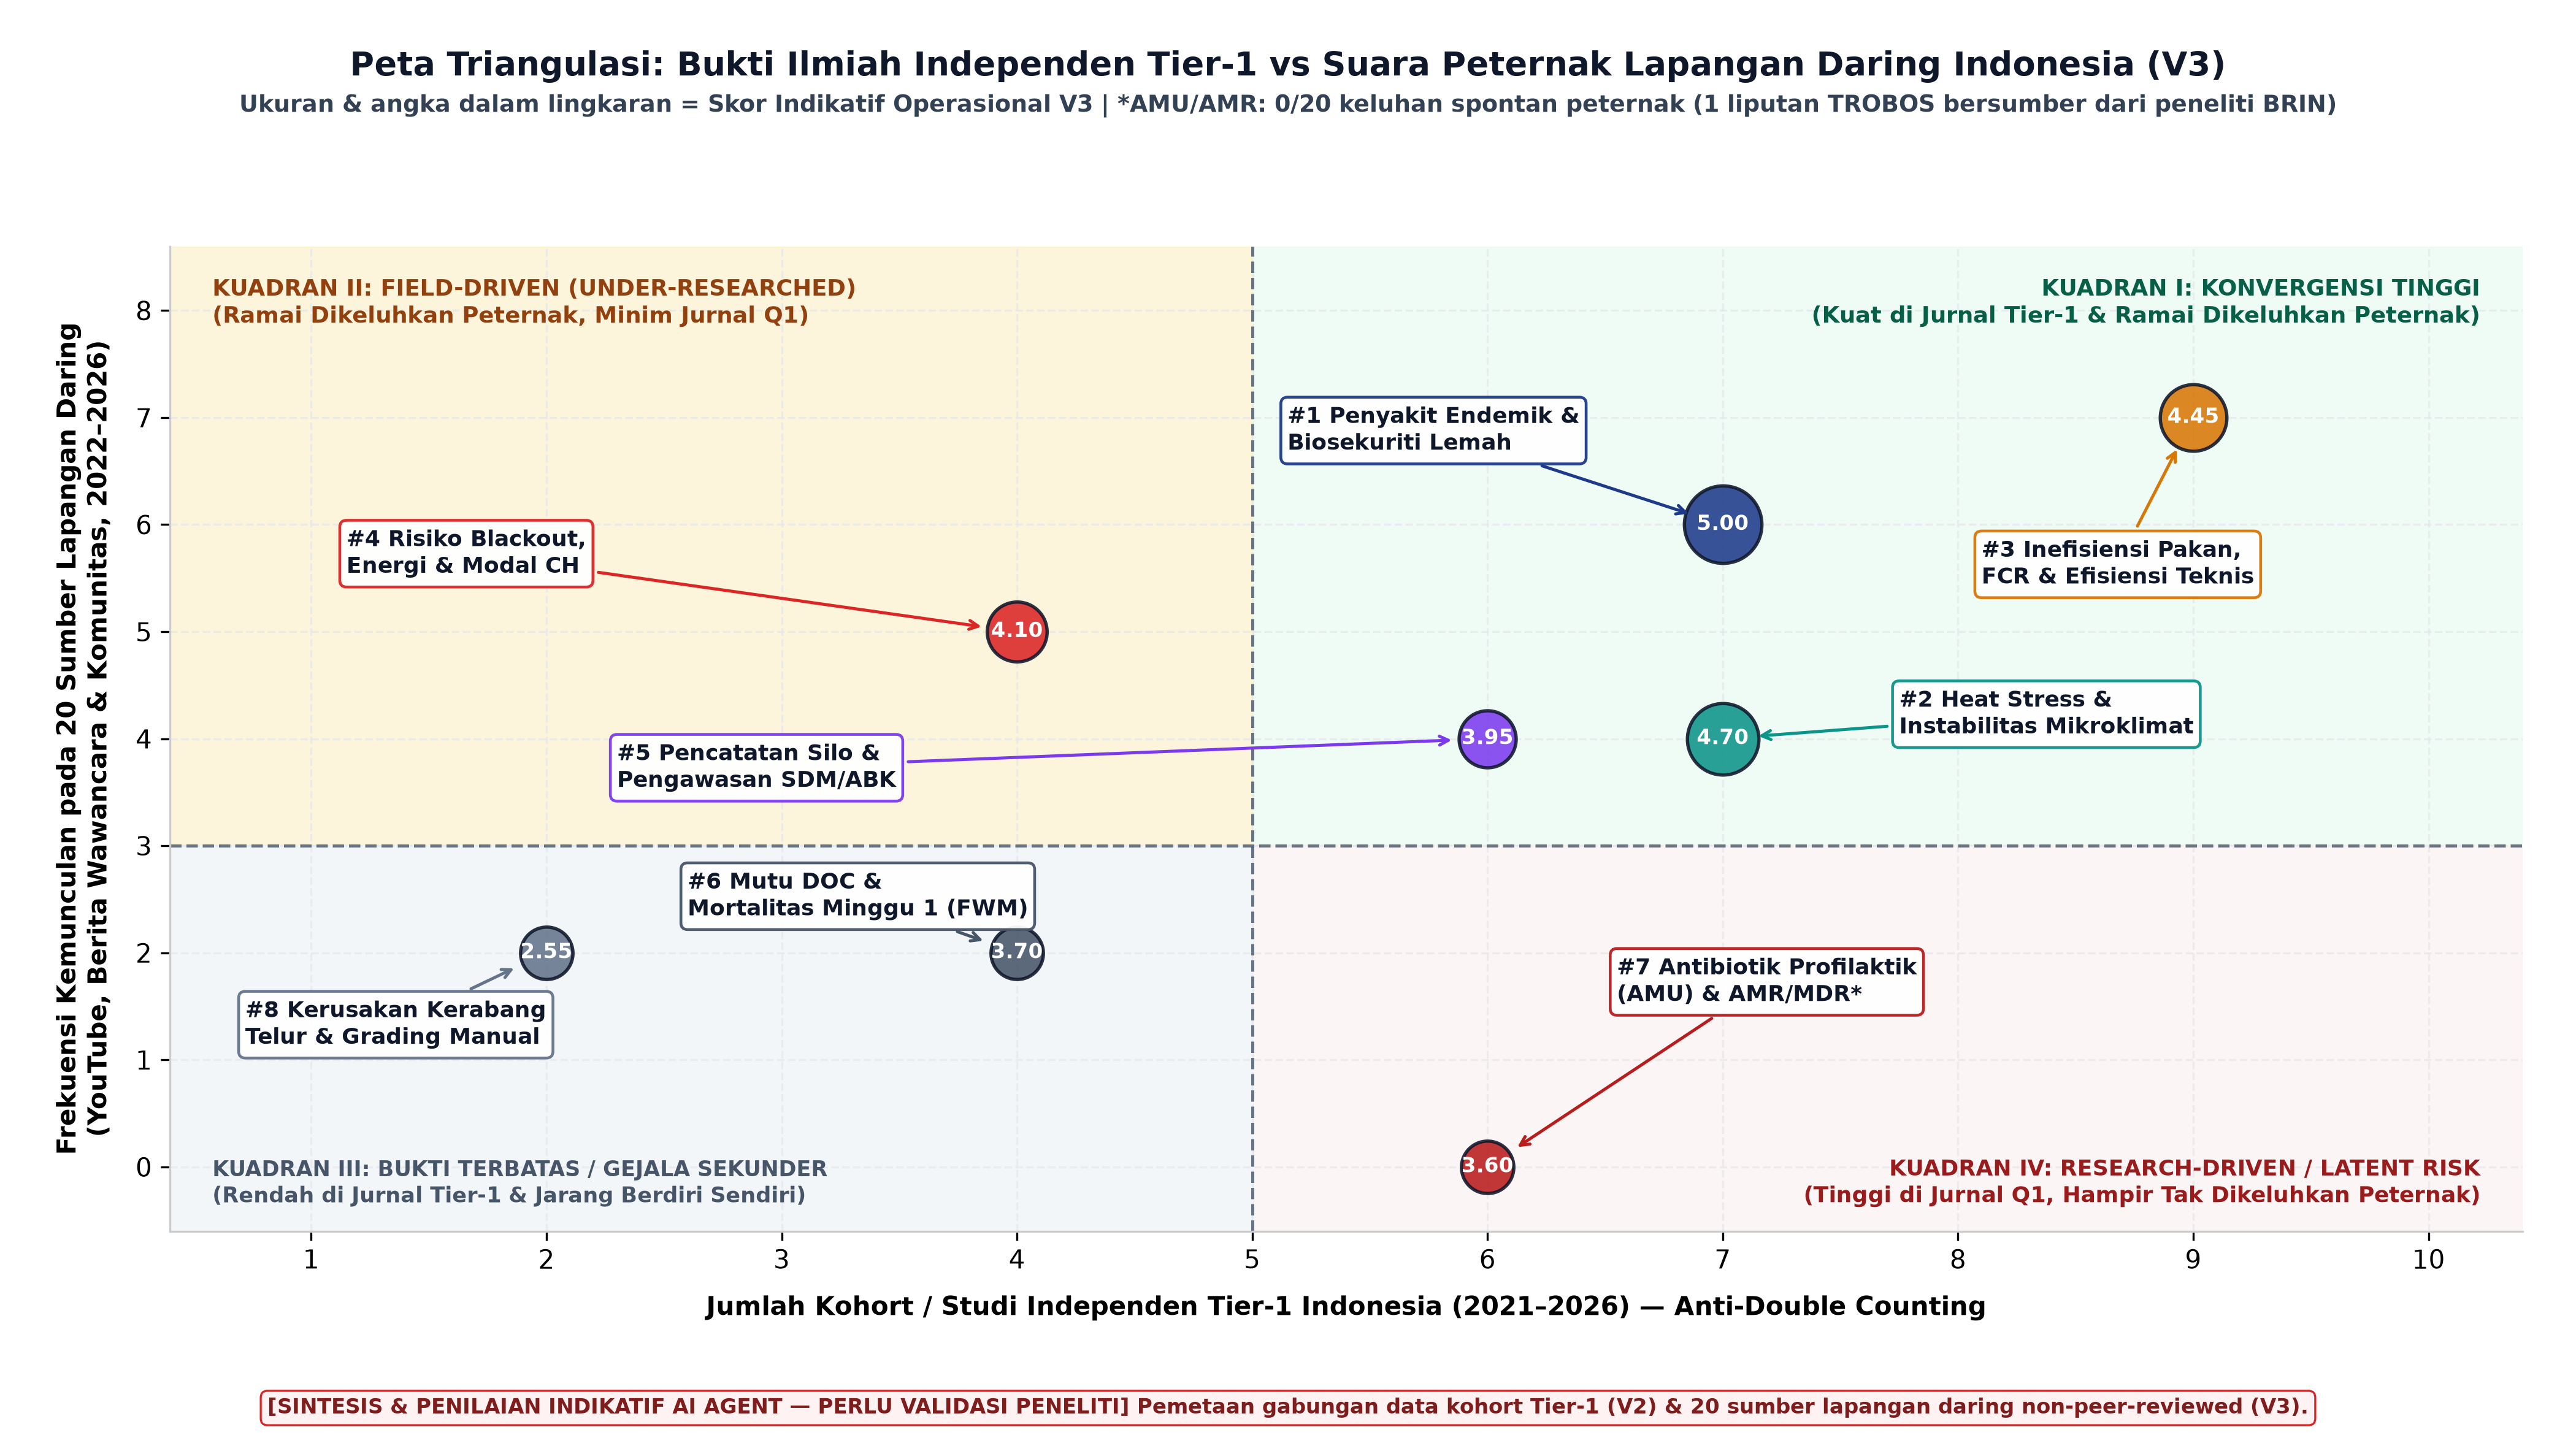 Peta Triangulasi: Bukti Ilmiah Independen Tier-1 vs Suara Peternak Lapangan Daring Indonesia (V3)
Ukuran & angka dalam lingkaran = Skor Indikatif Operasional V3 | *AMU/AMR: 0/20 keluhan spontan peternak (1 liputan TROBOS bersumber dari peneliti BRIN)
Frekuensi Kemunculan pada 20 Sumber Lapangan Daring
(YouTube, Berita Wawancara & Komunitas, 2022–2026)
8
7
6
5
4
3
2
1
0
KUADRAN II: FIELD-DRIVEN (UNDER-RESEARCHED)
(Ramai Dikeluhkan Peternak, Minim Jurnal Q1)
KUADRAN I: KONVERGENSI TINGGI
(Kuat di Jurnal Tier-1 & Ramai Dikeluhkan Peternak)
#1 Penyakit Endemik &
Biosekuriti Lemah
4.45
5.00
#4 Risiko Blackout,
Energi & Modal CH
#3 Inefisiensi Pakan,
FCR & Efisiensi Teknis
4.10
#2 Heat Stress &
Instabilitas Mikroklimat
#5 Pencatatan Silo &
Pengawasan SDM/ABK
3.95
4.70
#6 Mutu DOC &
Mortalitas Minggu 1 (FWM)
2.55
3.70
#8 Kerusakan Kerabang
Telur & Grading Manual
#7 Antibiotik Profilaktik
(AMU) & AMR/MDR*
3.60
KUADRAN III: BUKTI TERBATAS / GEJALA SEKUNDER
(Rendah di Jurnal Tier-1 & Jarang Berdiri Sendiri)
KUADRAN IV: RESEARCH-DRIVEN / LATENT RISK
(Tinggi di Jurnal Q1, Hampir Tak Dikeluhkan Peternak)
1 2 3 4 5 6 7 8 9 10
Jumlah Kohort / Studi Independen Tier-1 Indonesia (2021–2026) — Anti-Double Counting
[SINTESIS & PENILAIAN INDIKATIF AI AGENT — PERLU VALIDASI PENELITI] Pemetaan gabungan data kohort Tier-1 (V2) & 20 sumber lapangan daring non-peer-reviewed (V3).